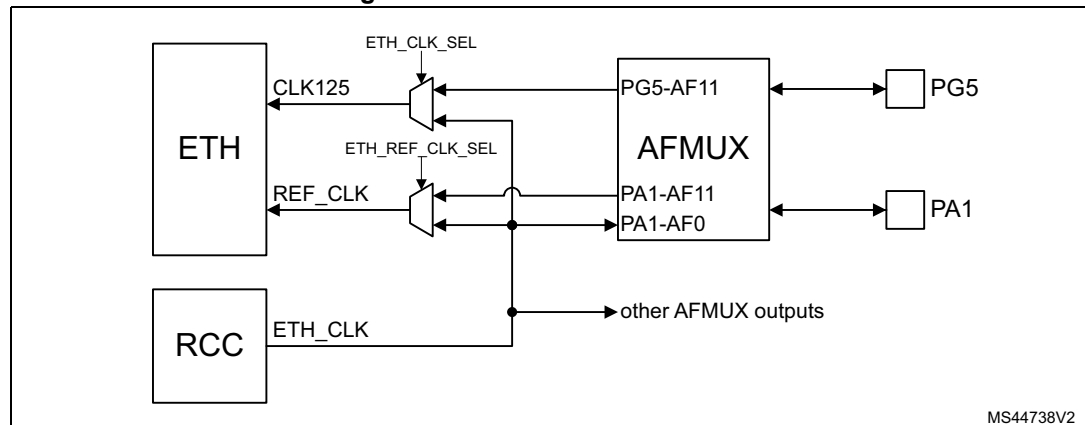 ETH_CLK_SEL
CLK125
PG5-AF11
PG5
ETH
ETH_REF_CLK_SEL
AFMUX
REF_CLK
PA1-AF11
PA1
PA1-AF0
other AFMUX outputs
RCC
ETH_CLK
MS44738V2